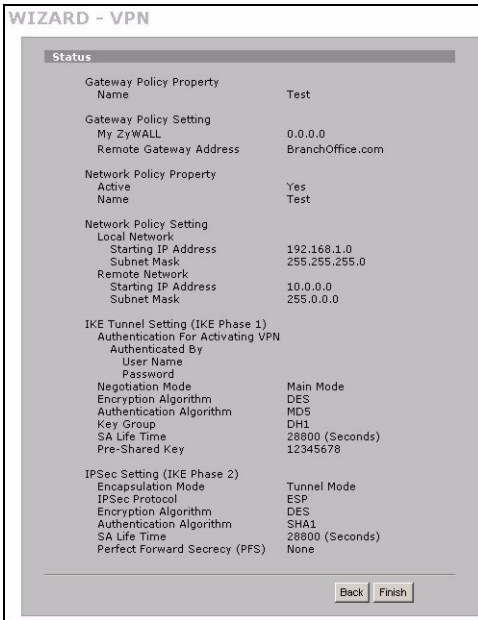 WIZARD - VPN
Status
Gateway Policy Property
Name Test
Gateway Policy Setting
My ZyWALL 0.0.0.0
Remote Gateway Address BranchOffice.com
Network Policy Property
Active Yes
Name Test
Network Policy Setting
Local Network
Starting IP Address 192.168.1.0
Subnet Mask 255.255.255.0
Remote Network
Starting IP Address 10.0.0.0
Subnet Mask 255.0.0.0
IKE Tunnel Setting (IKE Phase 1)
Authentication For Activating VPN
Authenticated By
User Name
Password
Negotiation Mode Main Mode
Encryption Algorithm DES
Authentication Algorithm MD5
Key Group DH1
SA Life Time 28800 (Seconds)
Pre-Shared Key 12345678
IPSec Setting (IKE Phase 2)
Encapsulation Mode Tunnel Mode
IPSec Protocol ESP
Encryption Algorithm DES
Authentication Algorithm SHA1
SA Life Time 28800 (Seconds)
Perfect Forward Secrecy (PFS) None
Back Finish